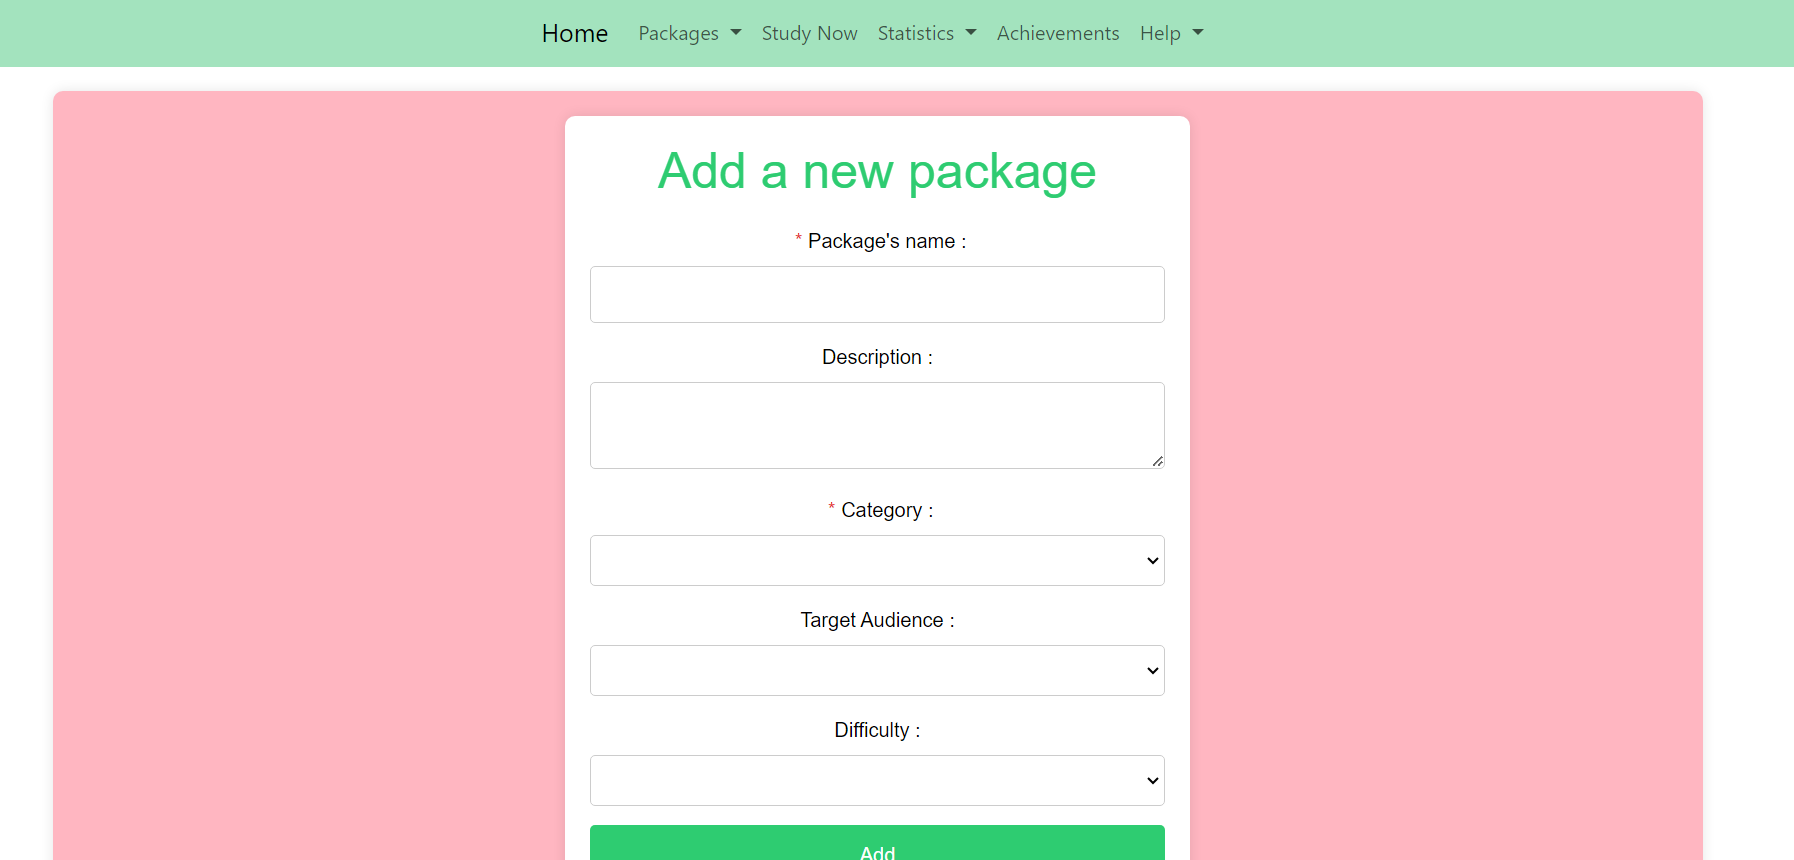 Home Packages Study Now Statistics Achievements Help
Add a new package
* Package's name :
Description :
* Category :
Target Audience :
Difficulty :
Add